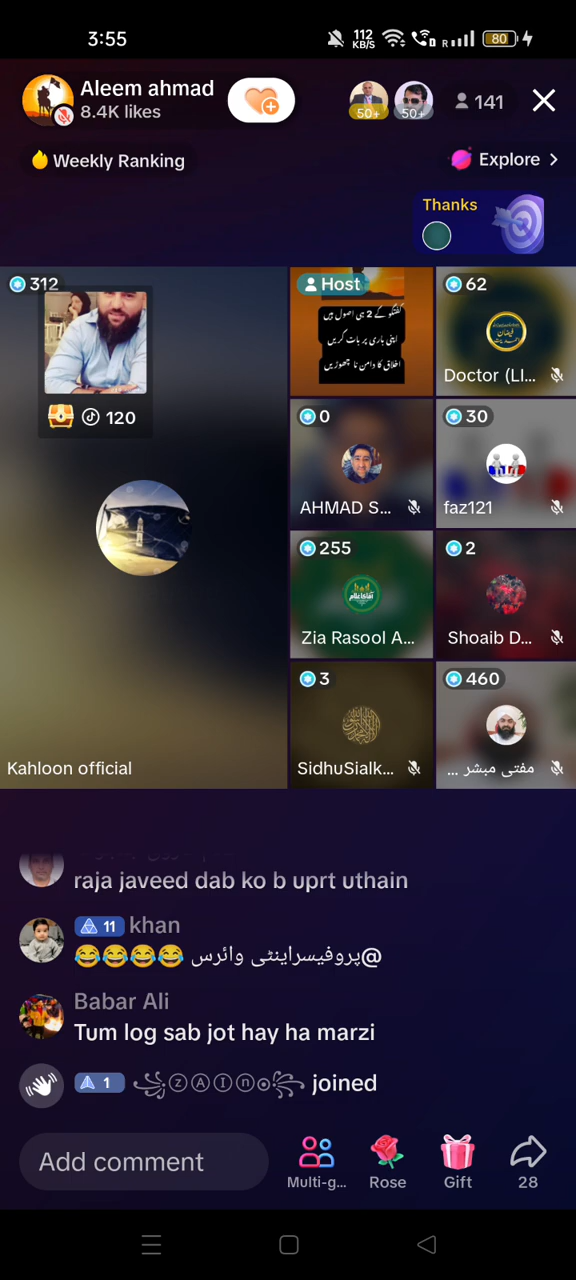 3:55
112
KB/S
R
80
Aleem ahmad
8.4K likes
50+
50+
141
Weekly Ranking
Explore
Thanks
312
120
Kahloon official
Host
گفتگو کے 2 ہی اصول ہیں
اپنی باری پر بات کریں
اخلاق کا دامن نا چھوڑیں
62
فیضان
Doctor (LI...
0
AHMAD S...
30
faz121
255
Zia Rasool A...
2
Shoaib D...
3
SidhuSialk...
460
مفتی مبشر ...
raja javeed dab ko b uprt uthain
11 khan
@پروفیسراینٹی وائرس 😂😂😂😂
Babar Ali
Tum log sab jot hay ha marzi
1 ꧁ⓩⒶⒾⓝ⊙꧂ joined
Add comment
Multi-g...
Rose
Gift
28